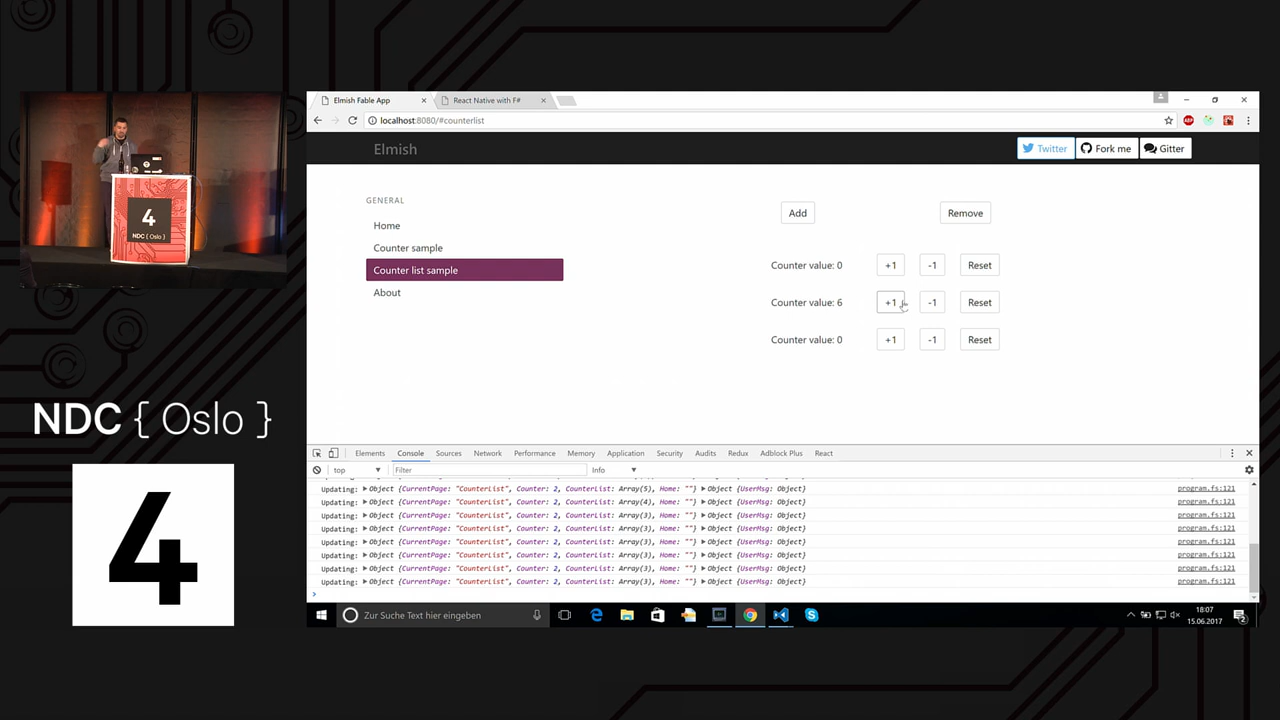 4
NDC { Oslo }
NDC { Oslo }
4
Elmish Fable App
React Native with F#
localhost:8080/#counterlist
Elmish
Twitter
Fork me
Gitter
GENERAL
Home
Counter sample
Counter list sample
About
Add
Remove
Counter value: 0 +1 -1 Reset
Counter value: 6 +1 -1 Reset
Counter value: 0 +1 -1 Reset
Elements Console Sources Network Performance Memory Application Security Audits Redux Adblock Plus React
top Filter Info
Updating: Object {CurrentPage: "CounterList", Counter: 2, CounterList: Array(5), Home: ""} Object {UserMsg: Object} program.fs:121
Updating: Object {CurrentPage: "CounterList", Counter: 2, CounterList: Array(4), Home: ""} Object {UserMsg: Object} program.fs:121
Updating: Object {CurrentPage: "CounterList", Counter: 2, CounterList: Array(3), Home: ""} Object {UserMsg: Object} program.fs:121
Updating: Object {CurrentPage: "CounterList", Counter: 2, CounterList: Array(3), Home: ""} Object {UserMsg: Object} program.fs:121
Updating: Object {CurrentPage: "CounterList", Counter: 2, CounterList: Array(3), Home: ""} Object {UserMsg: Object} program.fs:121
Updating: Object {CurrentPage: "CounterList", Counter: 2, CounterList: Array(3), Home: ""} Object {UserMsg: Object} program.fs:121
Updating: Object {CurrentPage: "CounterList", Counter: 2, CounterList: Array(3), Home: ""} Object {UserMsg: Object} program.fs:121
Updating: Object {CurrentPage: "CounterList", Counter: 2, CounterList: Array(3), Home: ""} Object {UserMsg: Object} program.fs:121
Zur Suche Text hier eingeben
18:07
15.06.2017